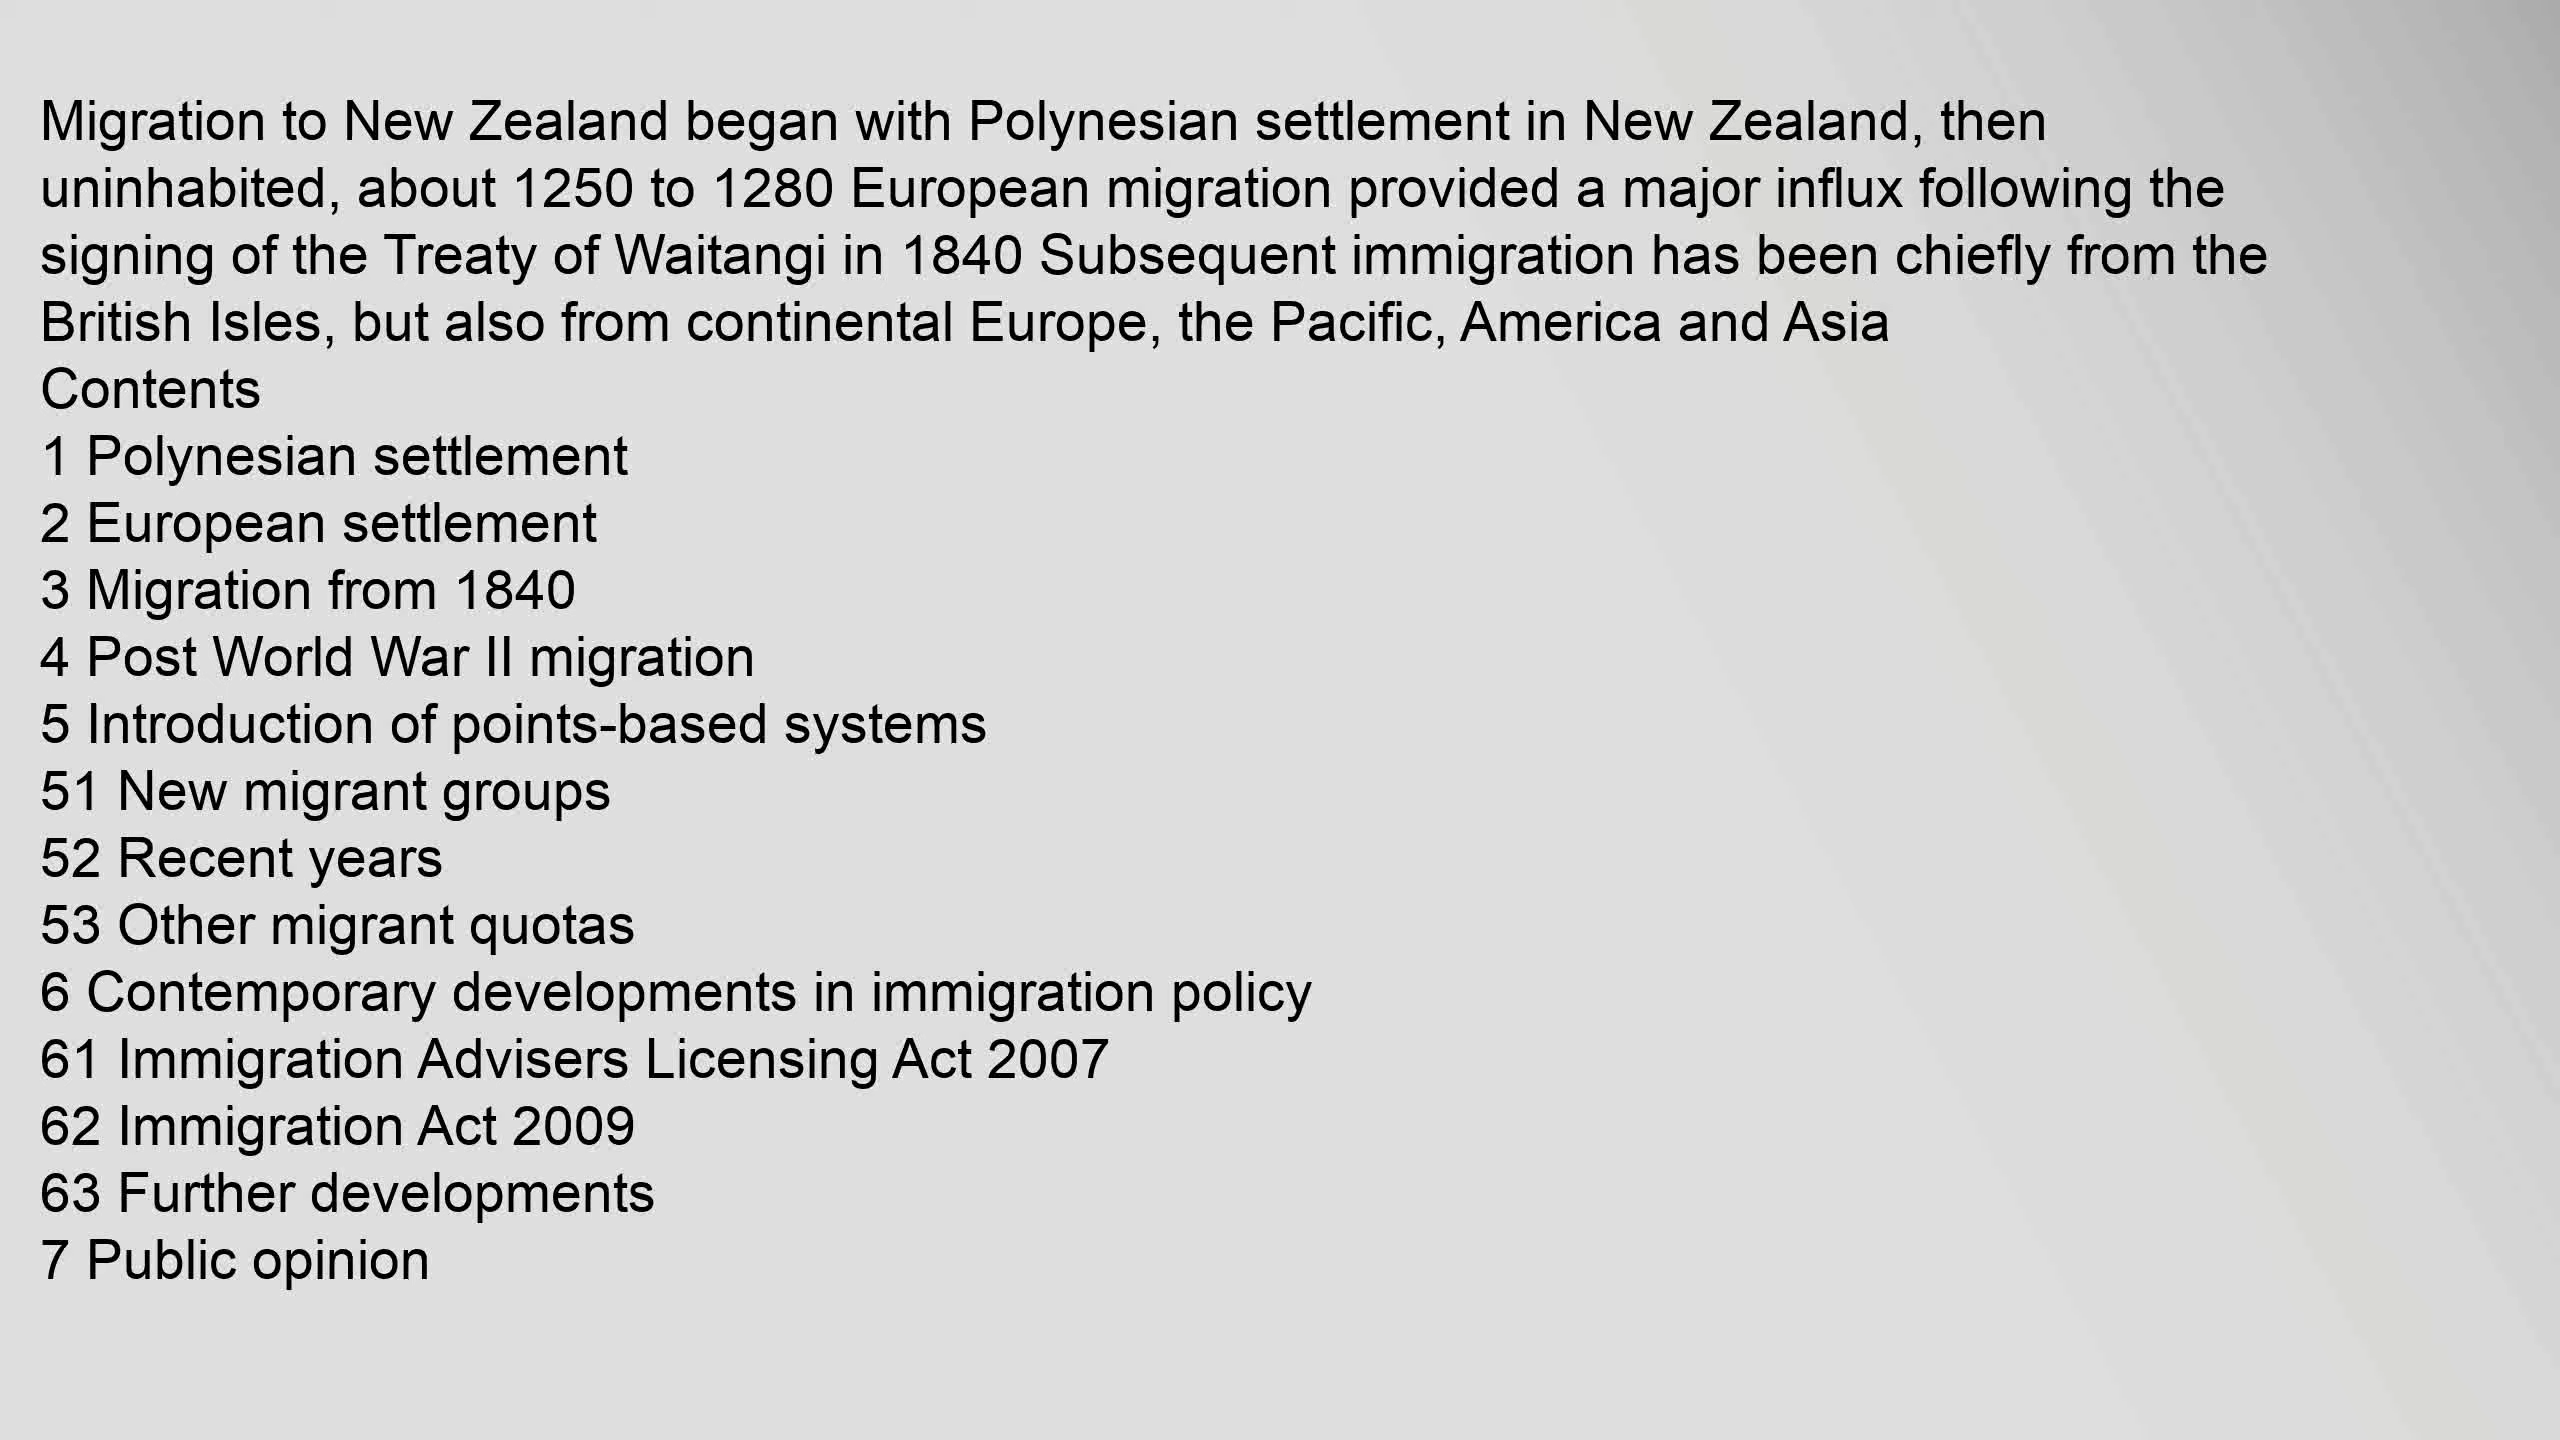 Migration to New Zealand began with Polynesian settlement in New Zealand, then
uninhabited, about 1250 to 1280 European migration provided a major influx following the
signing of the Treaty of Waitangi in 1840 Subsequent immigration has been chiefly from the
British Isles, but also from continental Europe, the Pacific, America and Asia
Contents
1 Polynesian settlement
2 European settlement
3 Migration from 1840
4 Post World War II migration
5 Introduction of points-based systems
51 New migrant groups
52 Recent years
53 Other migrant quotas
6 Contemporary developments in immigration policy
61 Immigration Advisers Licensing Act 2007
62 Immigration Act 2009
63 Further developments
7 Public opinion